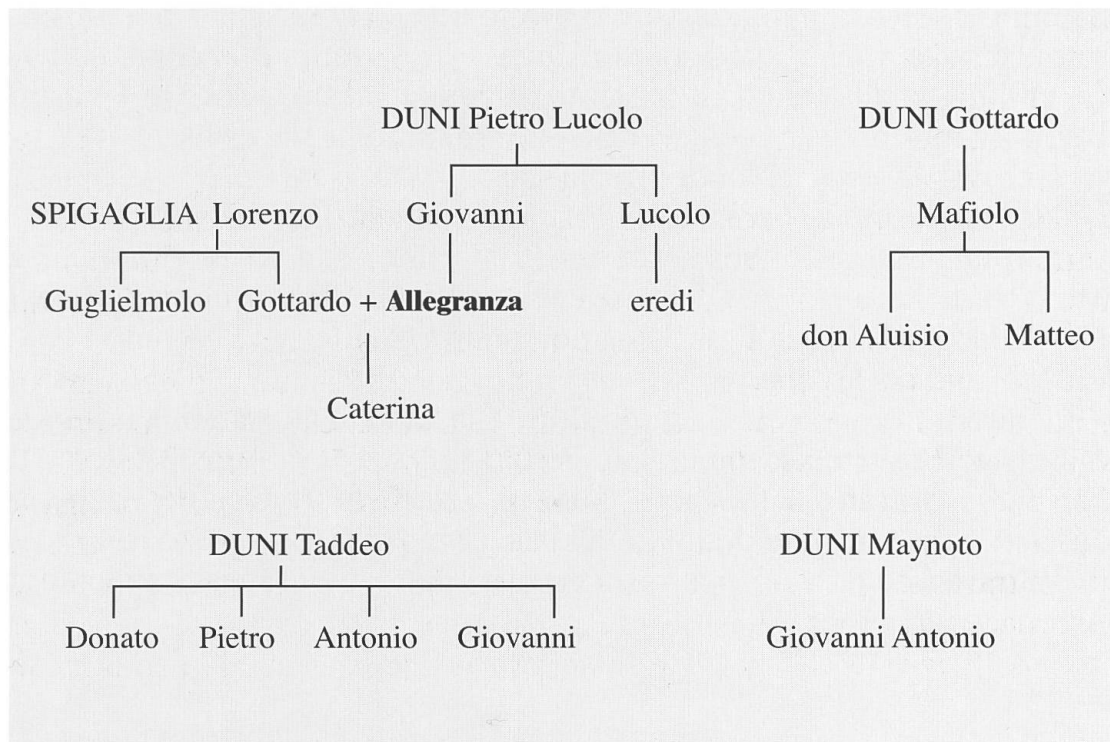 DUNI Pietro Lucolo
DUNI Gottardo
SPIGAGLIA Lorenzo
Giovanni
Lucolo
Mafiolo
Guglielmolo
Gottardo + Allegranza
eredi
don Aluisio
Matteo
Caterina
DUNI Taddeo
DUNI Maynoto
Donato
Pietro
Antonio
Giovanni
Giovanni Antonio